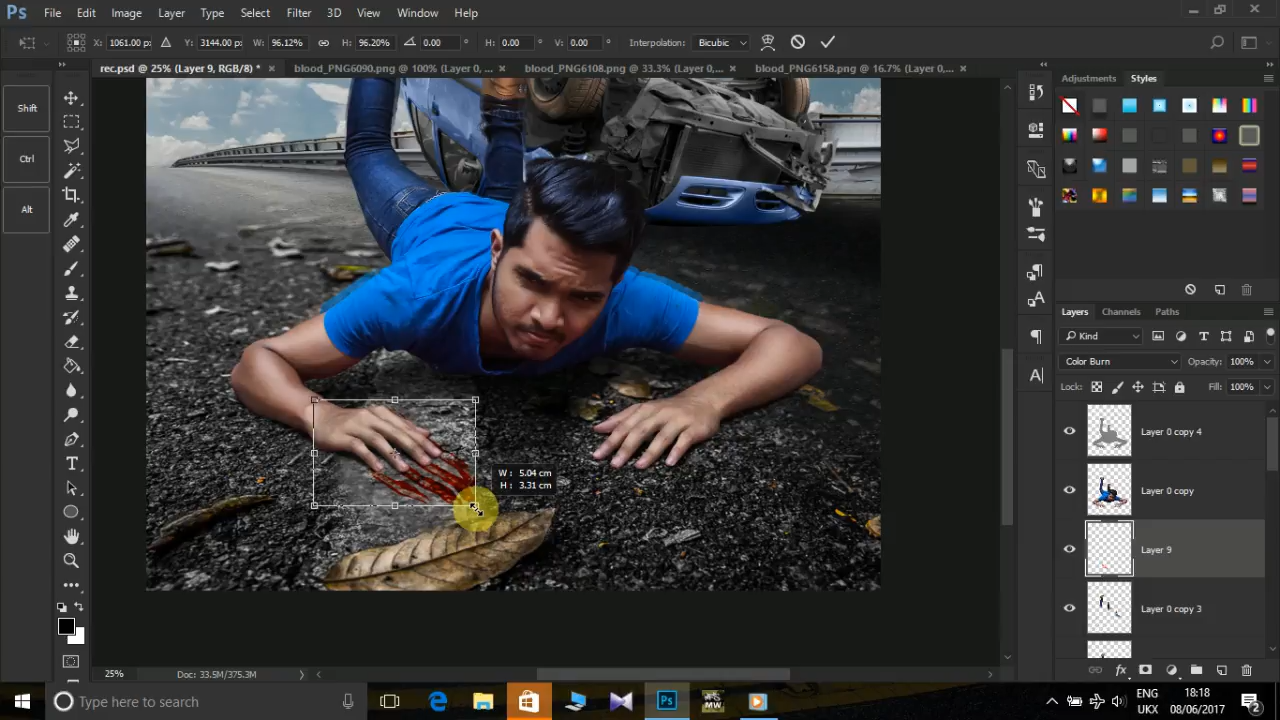 Ps File Edit Image Layer Type Select Filter 3D View Window Help
X: 1061.00 px Y: 3144.00 px W: 96.12% H: 96.20% 0.00 ° H: 0.00 ° V: 0.00 ° Interpolation: Bicubic
rec.psd @ 25% (Layer 9, RGB/8) * × blood_PNG6090.png @ 100% (Layer 0, ... × blood_PNG6108.png @ 33.3% (Layer 0,... × blood_PNG6158.png @ 16.7% (Layer 0,... ×
Shift
Ctrl
Alt
Adjustments Styles
Layers Channels Paths
Kind
Color Burn Opacity: 100%
Lock: Fill: 100%
Layer 0 copy 4
Layer 0 copy
Layer 9
Layer 0 copy 3
W : 5.04 cm
H : 3.31 cm
25% Doc: 33.5M/375.3M
Type here to search
Ps
MW
ENG
UKX
18:18
08/06/2017
2